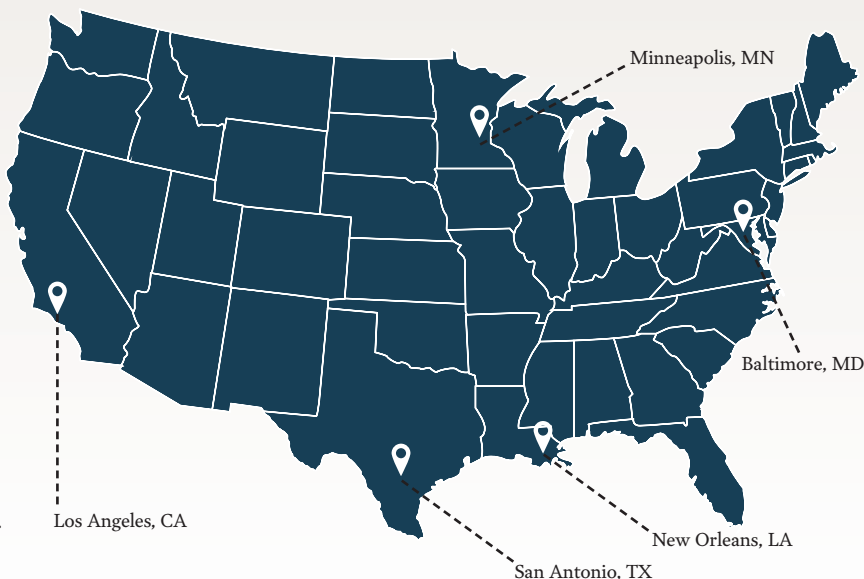 Minneapolis, MN
Baltimore, MD
Los Angeles, CA
New Orleans, LA
San Antonio, TX